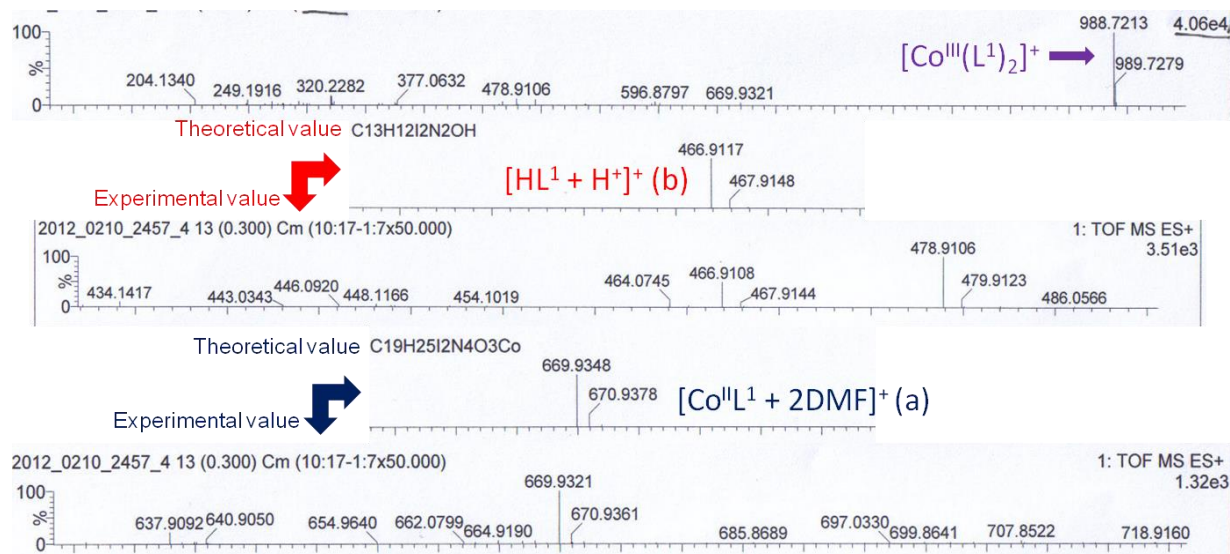 100
%
0
204.1340
249.1916
320.2282
377.0632
478.9106
596.8797
669.9321
[Coᴵᴵᴵ(L¹)₂]⁺
988.7213
989.7279
4.06e4
Theoretical value
C13H12I2N2OH
466.9117
467.9148
[HL¹ + H⁺]⁺ (b)
Experimental value
2012_0210_2457_4 13 (0.300) Cm (10:17-1:7x50.000)
1: TOF MS ES+
3.51e3
100
%
0
434.1417
443.0343
446.0920
448.1166
454.1019
464.0745
466.9108
467.9144
478.9106
479.9123
486.0566
Theoretical value
C19H25I2N4O3Co
669.9348
670.9378
[CoᴵᴵL¹ + 2DMF]⁺ (a)
Experimental value
2012_0210_2457_4 13 (0.300) Cm (10:17-1:7x50.000)
1: TOF MS ES+
1.32e3
100
%
0
637.9092
640.9050
654.9640
662.0799
664.9190
669.9321
670.9361
685.8689
697.0330
699.8641
707.8522
718.9160